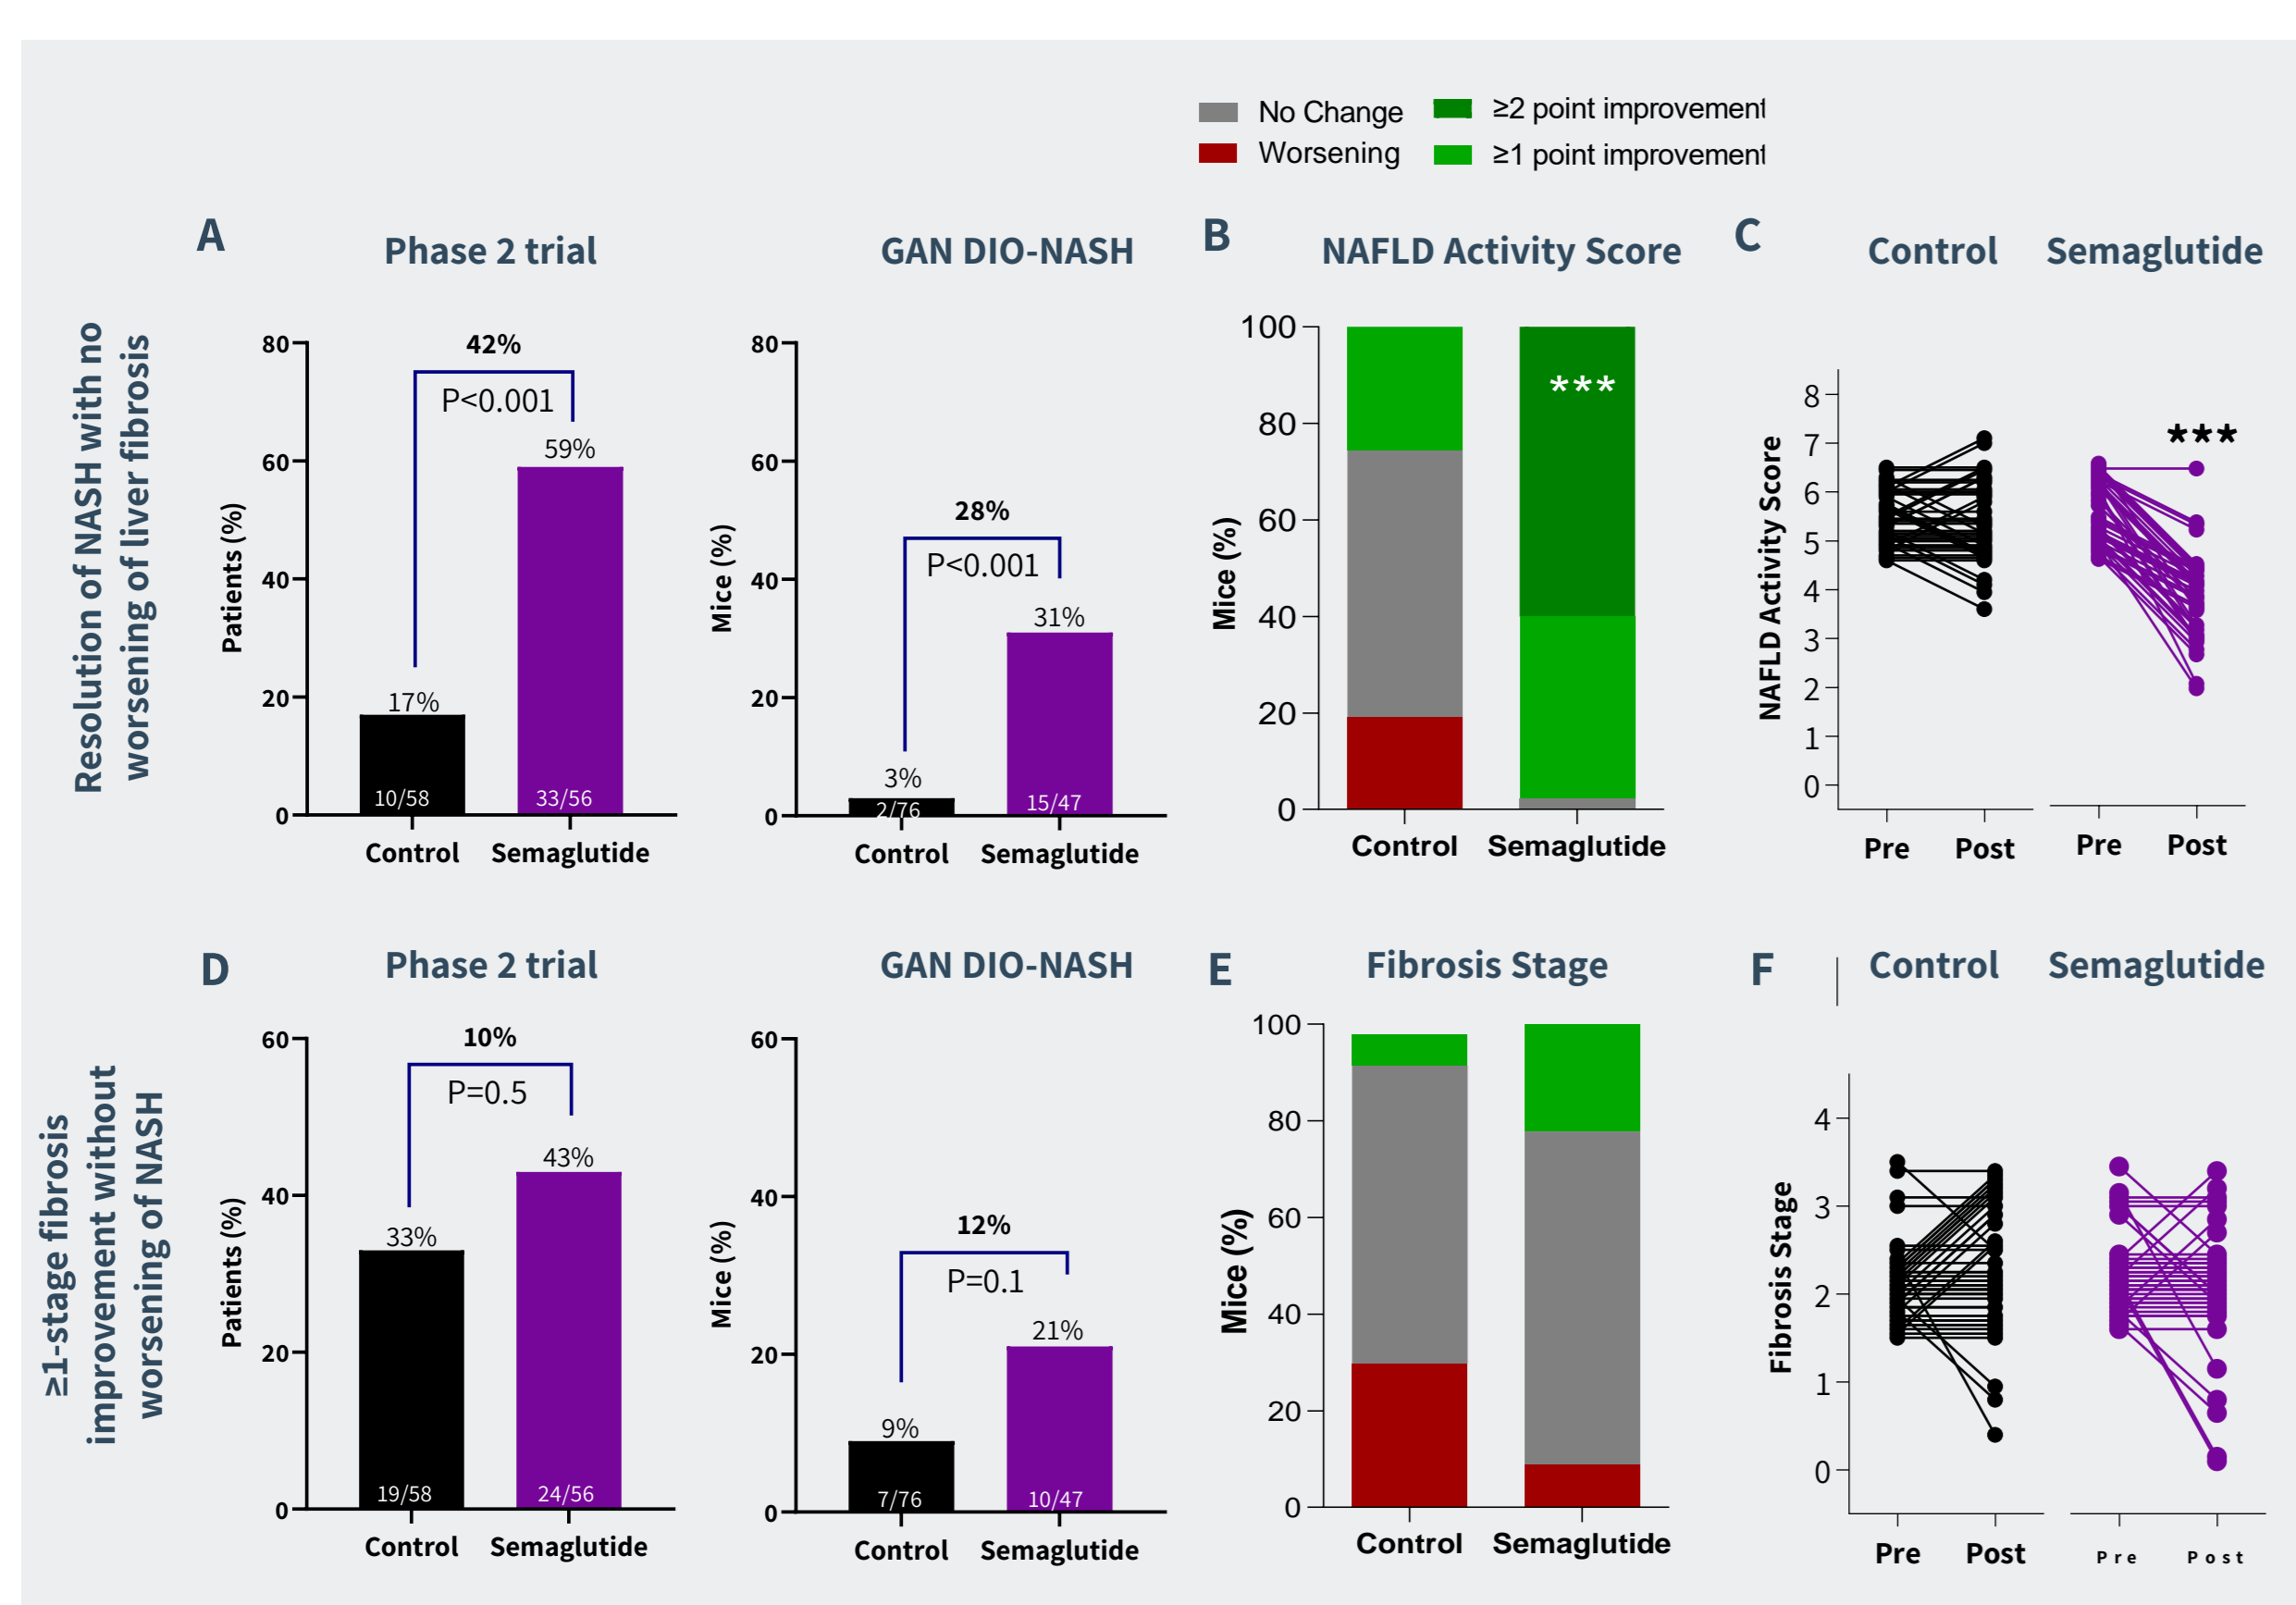 No Change
≥2 point improvement
Worsening
≥1 point improvement
A
Phase 2 trial
GAN DIO-NASH
B
NAFLD Activity Score
C
Control
Semaglutide
Resolution of NASH with no
worsening of liver fibrosis
Patients (%)
80
60
40
20
0
42%
P<0.001
17%
59%
10/58
33/56
Control
Semaglutide
Mice (%)
80
60
40
20
0
28%
P<0.001
3%
31%
2/76
15/47
Control
Semaglutide
Mice (%)
100
80
60
40
20
0
***
Control
Semaglutide
NAFLD Activity Score
8
7
6
5
4
3
2
1
0
***
Pre
Post
Pre
Post
D
Phase 2 trial
GAN DIO-NASH
E
Fibrosis Stage
F
Control
Semaglutide
≥1-stage fibrosis
improvement without
worsening of NASH
Patients (%)
60
40
20
0
10%
P=0.5
33%
43%
19/58
24/56
Control
Semaglutide
Mice (%)
60
40
20
0
12%
P=0.1
9%
21%
7/76
10/47
Control
Semaglutide
Mice (%)
100
80
60
40
20
0
Control
Semaglutide
Fibrosis Stage
4
3
2
1
0
Pre
Post
Pre
Post